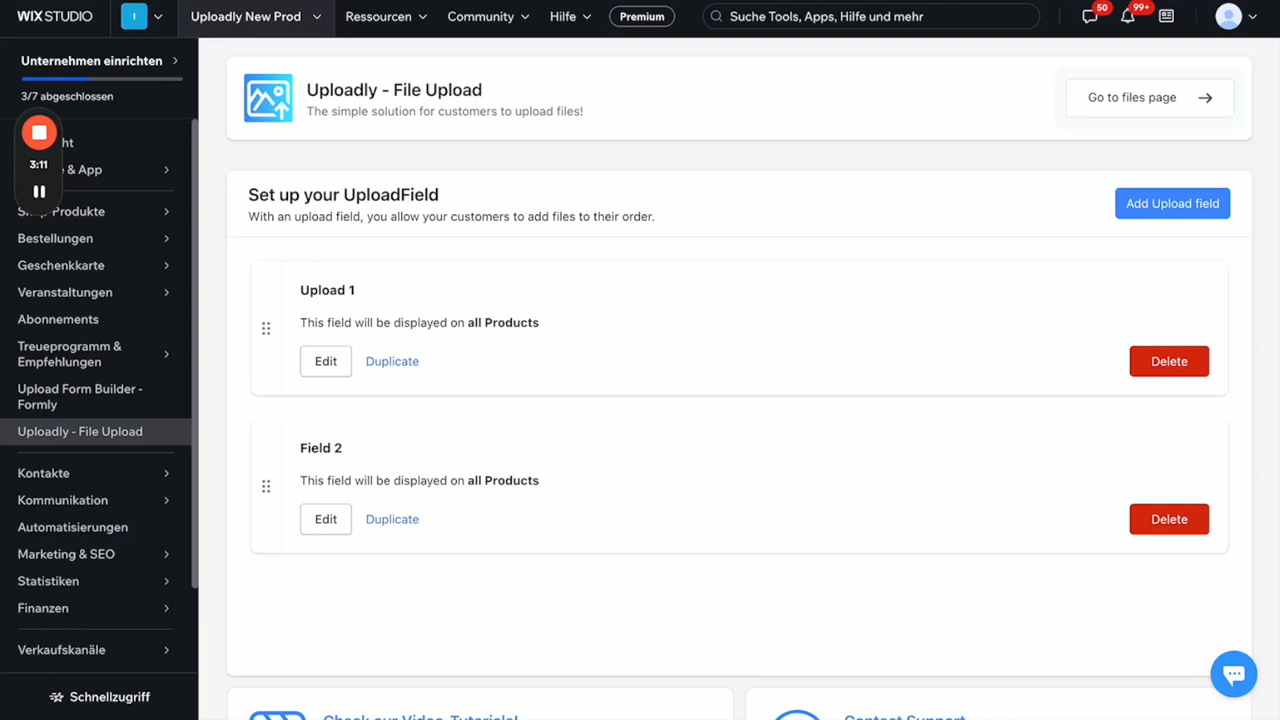 WIX STUDIO
I
Uploadly New Prod
Ressourcen
Community
Hilfe
Premium
Suche Tools, Apps, Hilfe und mehr
50
99+
Unternehmen einrichten
3/7 abgeschlossen
3:11
& App
Bestellungen
Geschenkkarte
Veranstaltungen
Abonnements
Treueprogramm &
Empfehlungen
Upload Form Builder -
Formly
Uploadly - File Upload
Kontakte
Kommunikation
Automatisierungen
Marketing & SEO
Statistiken
Finanzen
Verkaufskanäle
Schnellzugriff
Uploadly - File Upload
The simple solution for customers to upload files!
Go to files page
Set up your UploadField
With an upload field, you allow your customers to add files to their order.
Add Upload field
Upload 1
This field will be displayed on all Products
Edit
Duplicate
Delete
Field 2
This field will be displayed on all Products
Edit
Duplicate
Delete
Check our Video-Tutorials!
Contact Support